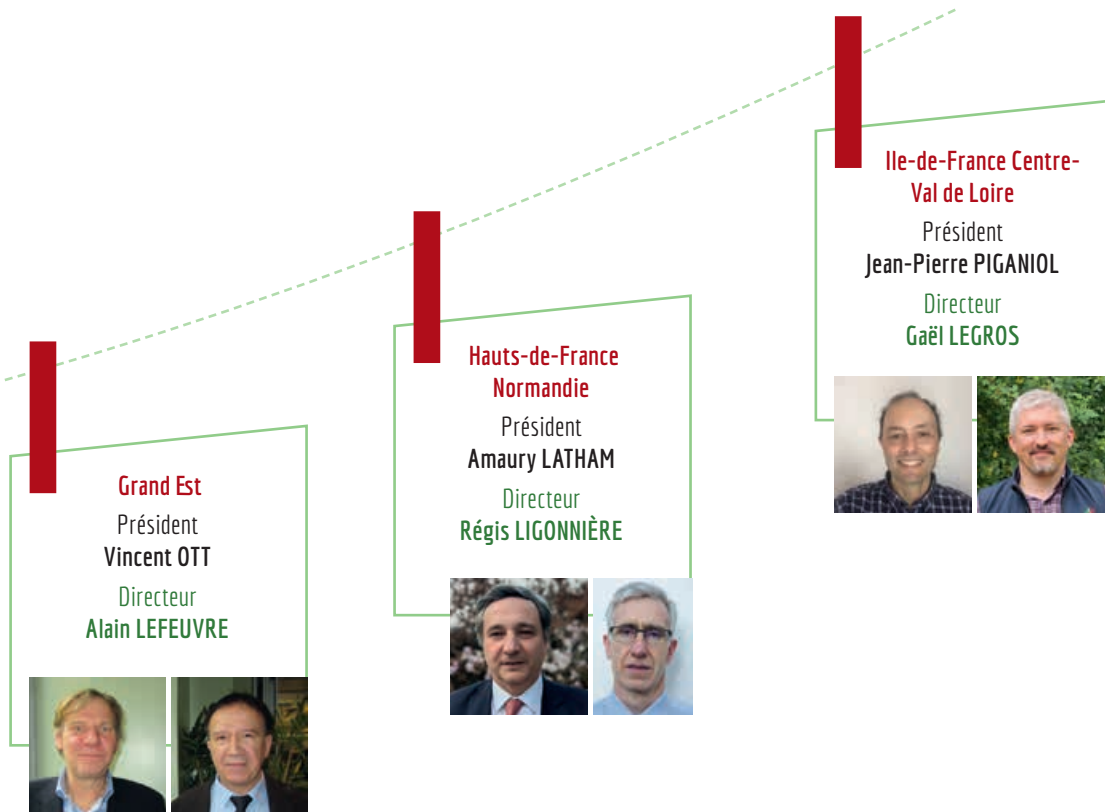 Grand Est
Président
Vincent OTT
Directeur
Alain LEFEUVRE
Hauts-de-France
Normandie
Président
Amaury LATHAM
Directeur
Régis LIGONNIÈRE
Ile-de-France Centre-
Val de Loire
Président
Jean-Pierre PIGANIOL
Directeur
Gaël LEGROS